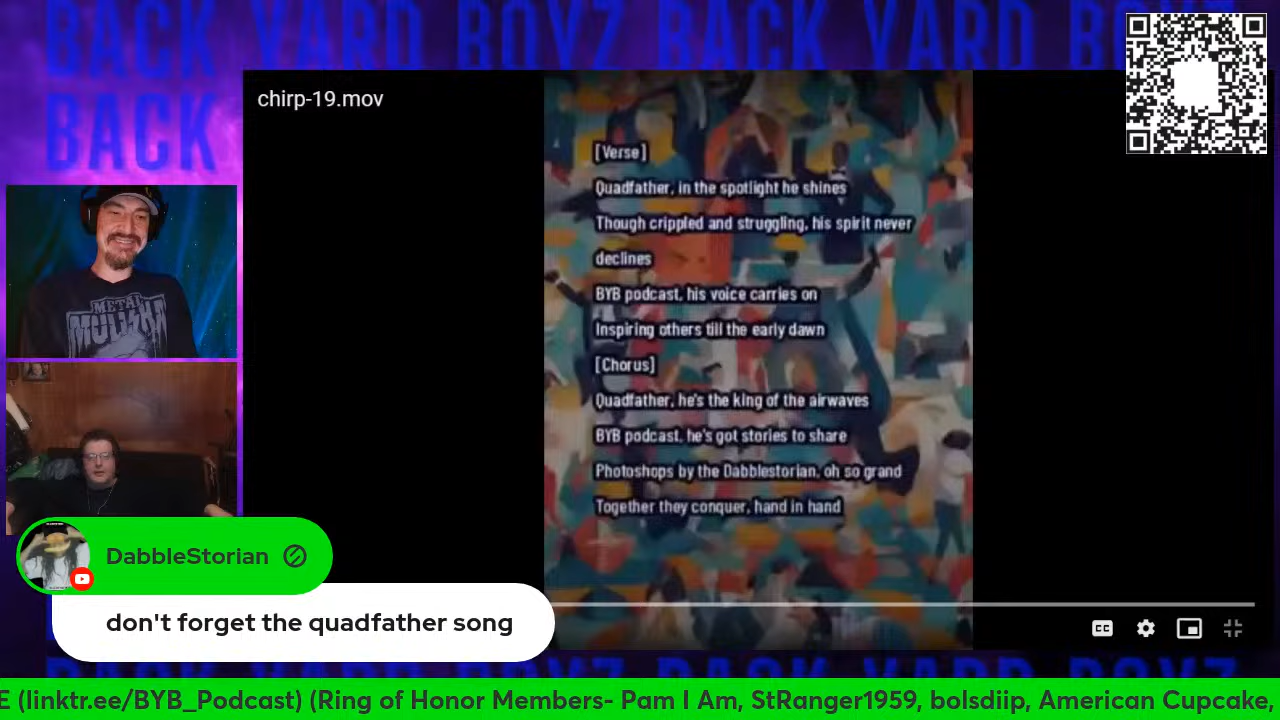 BACK YARD BOYZ BACK YARD BOYZ
BACK
chirp-19.mov
[Verse]
Quadfather, in the spotlight he shines
Though crippled and struggling, his spirit never
declines
BYB podcast, his voice carries on
Inspiring others till the early dawn
[Chorus]
Quadfather, he's the king of the airwaves
BYB podcast, he's got stories to share
Photoshops by the Dabblestorian, oh so grand
Together they conquer, hand in hand
METAL
MULISHA
DabbleStorian
don't forget the quadfather song
CC
BACK YARD BOYZ
E (linktr.ee/BYB_Podcast) (Ring of Honor Members- Pam I Am, StRanger1959, bolsdiip, American Cupcake,